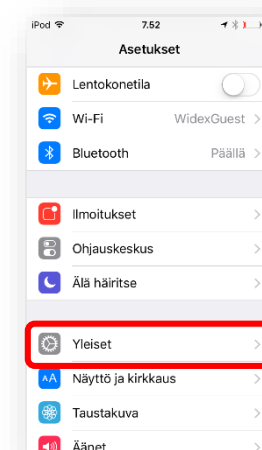 iPod 7.52
Asetukset
Lentokonetila
Wi-Fi WidexGuest
Bluetooth Päällä
Ilmoitukset
Ohjauskeskus
Älä häiritse
Yleiset
AA Näyttö ja kirkkaus
Taustakuva
Äänet